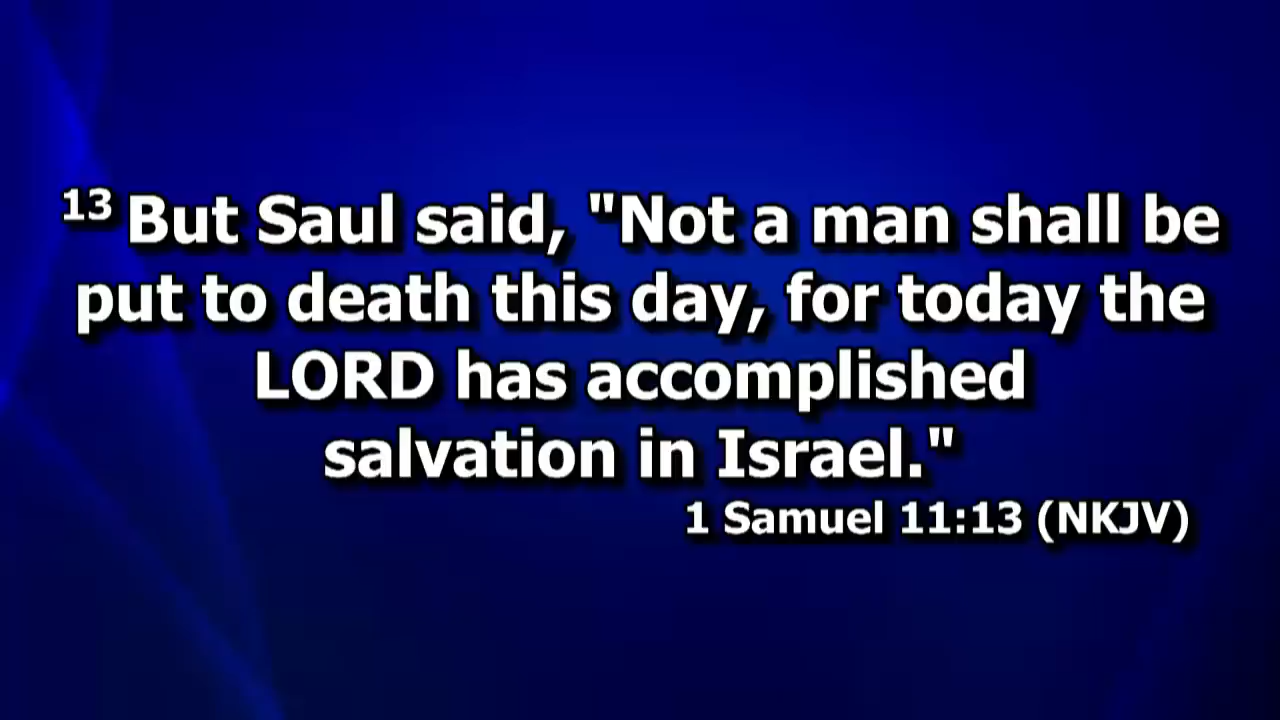 13 But Saul said, "Not a man shall be
put to death this day, for today the
LORD has accomplished
salvation in Israel."
1 Samuel 11:13 (NKJV)